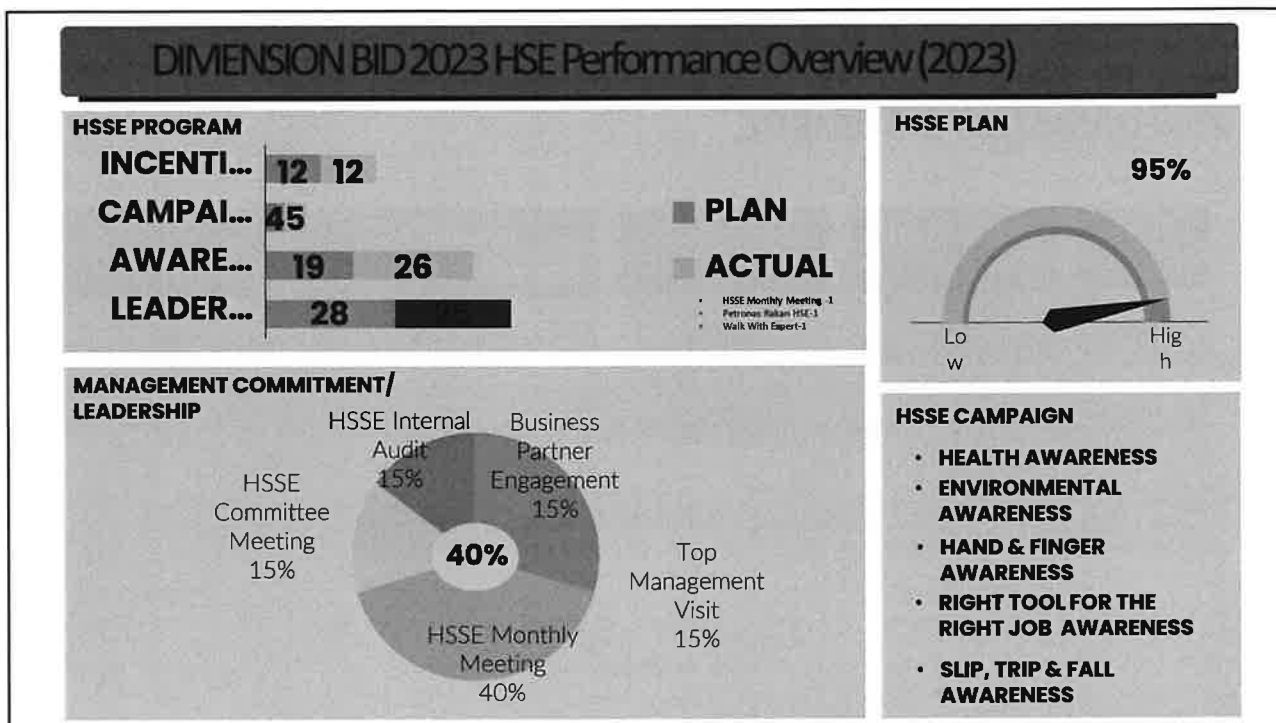 DIMENSION BID 2023 HSE Performance Overview (2023)
HSSE PROGRAM
INCENTI...
12 12
CAMPAI...
45
AWARE...
19 26
LEADER...
28
PLAN
ACTUAL
• HSSE Monthly Meeting -1
• Petronas Rakan HSE-1
• Walk With Expert-1
HSSE PLAN
95%
Lo
w
Hig
h
MANAGEMENT COMMITMENT/
LEADERSHIP
HSSE Internal
Audit
15%
Business
Partner
Engagement
15%
HSSE
Committee
Meeting
15%
40%
Top
Management
Visit
15%
HSSE Monthly
Meeting
40%
HSSE CAMPAIGN
• HEALTH AWARENESS
• ENVIRONMENTAL
AWARENESS
• HAND & FINGER
AWARENESS
• RIGHT TOOL FOR THE
RIGHT JOB AWARENESS
• SLIP, TRIP & FALL
AWARENESS